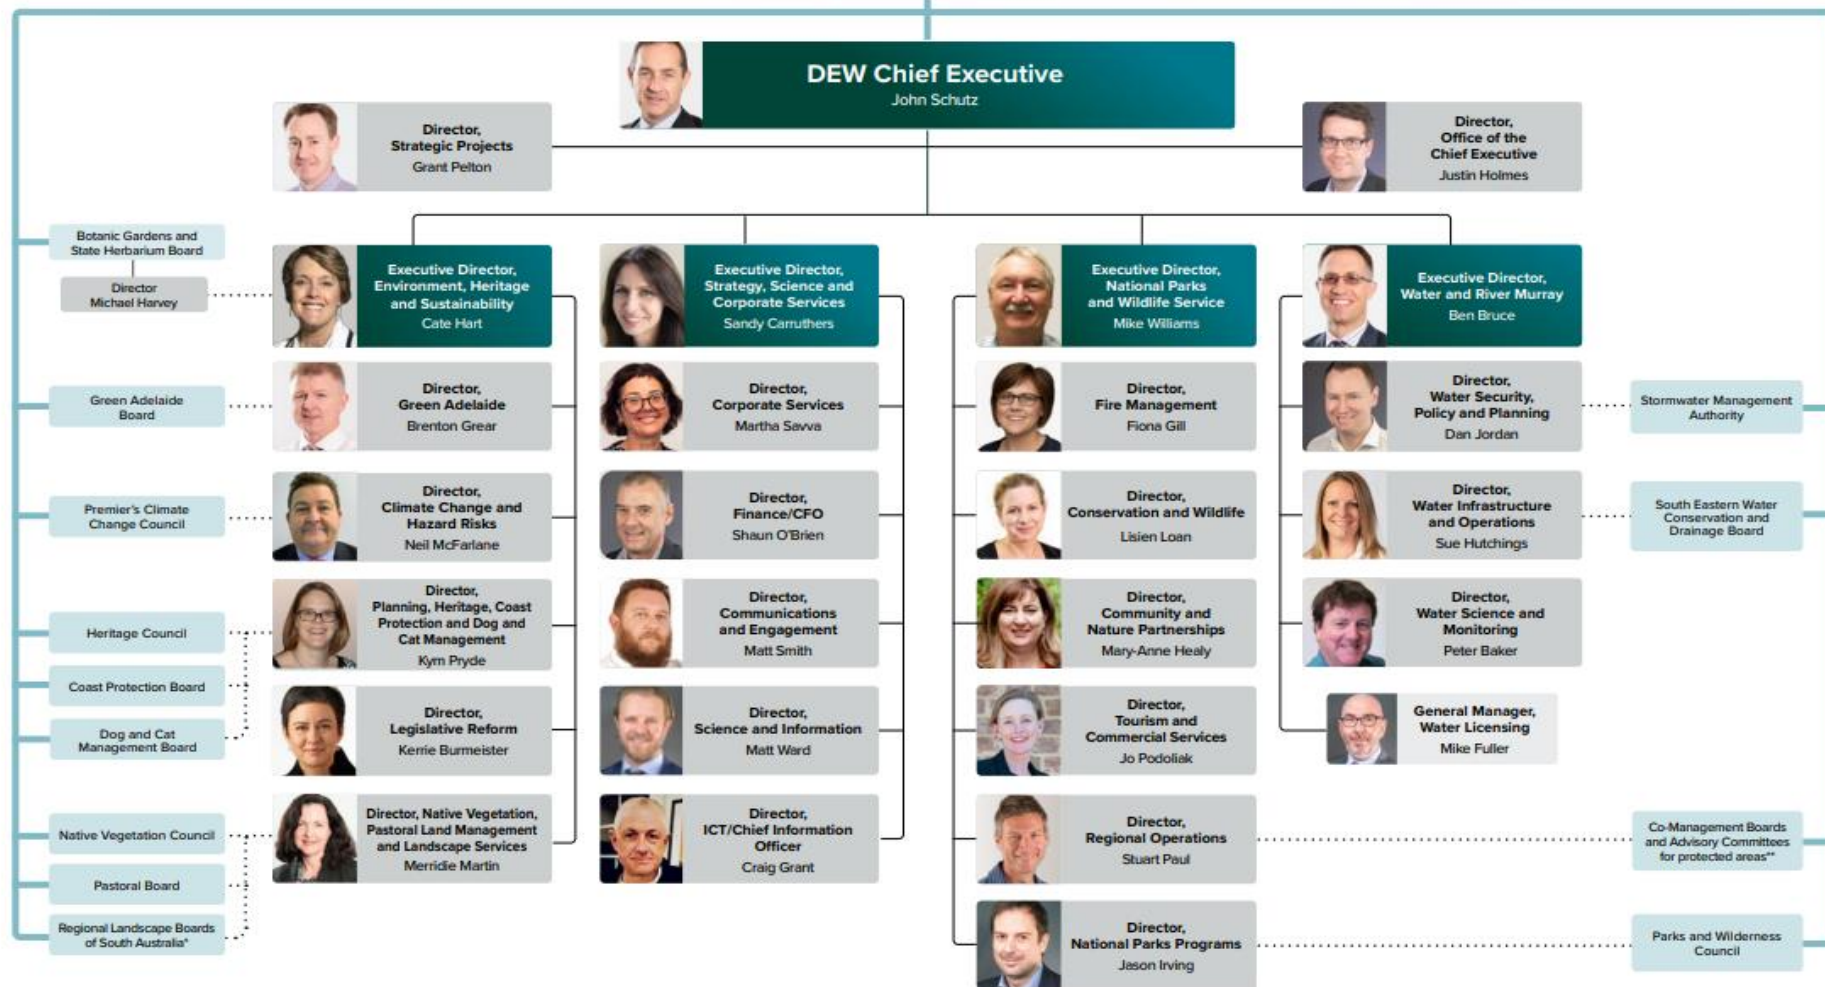 DEW Chief Executive
John Schutz
Director,
Strategic Projects
Grant Pelton
Director,
Office of the
Chief Executive
Justin Holmes
Botanic Gardens and
State Herbarium Board
Director
Michael Harvey
Executive Director,
Environment, Heritage
and Sustainability
Cate Hart
Executive Director,
Strategy, Science and
Corporate Services
Sandy Carruthers
Executive Director,
National Parks
and Wildlife Service
Mike Williams
Executive Director,
Water and River Murray
Ben Bruce
Green Adelaide
Board
Director,
Green Adelaide
Brenton Grear
Director,
Corporate Services
Martha Savva
Director,
Fire Management
Fiona Gill
Director,
Water Security,
Policy and Planning
Dan Jordan
Stormwater Management
Authority
Premier's Climate
Change Council
Director,
Climate Change and
Hazard Risks
Neil McFarlane
Director,
Finance/CFO
Shaun O'Brien
Director,
Conservation and Wildlife
Lisien Loan
Director,
Water Infrastructure
and Operations
Sue Hutchings
South Eastern Water
Conservation and
Drainage Board
Heritage Council
Coast Protection Board
Dog and Cat
Management Board
Director,
Planning, Heritage, Coast
Protection and Dog and
Cat Management
Kym Pryde
Director,
Communications
and Engagement
Matt Smith
Director,
Community and
Nature Partnerships
Mary-Anne Healy
Director,
Water Science and
Monitoring
Peter Baker
Director,
Legislative Reform
Kerrie Burmeister
Director,
Science and Information
Matt Ward
Director,
Tourism and
Commercial Services
Jo Podoliak
General Manager,
Water Licensing
Mike Fuller
Native Vegetation Council
Pastoral Board
Regional Landscape Boards
of South Australia*
Director, Native Vegetation,
Pastoral Land Management
and Landscape Services
Merridie Martin
Director,
ICT/Chief Information
Officer
Craig Grant
Director,
Regional Operations
Stuart Paul
Co-Management Boards
and Advisory Committees
for protected areas**
Director,
National Parks Programs
Jason Irving
Parks and Wilderness
Council